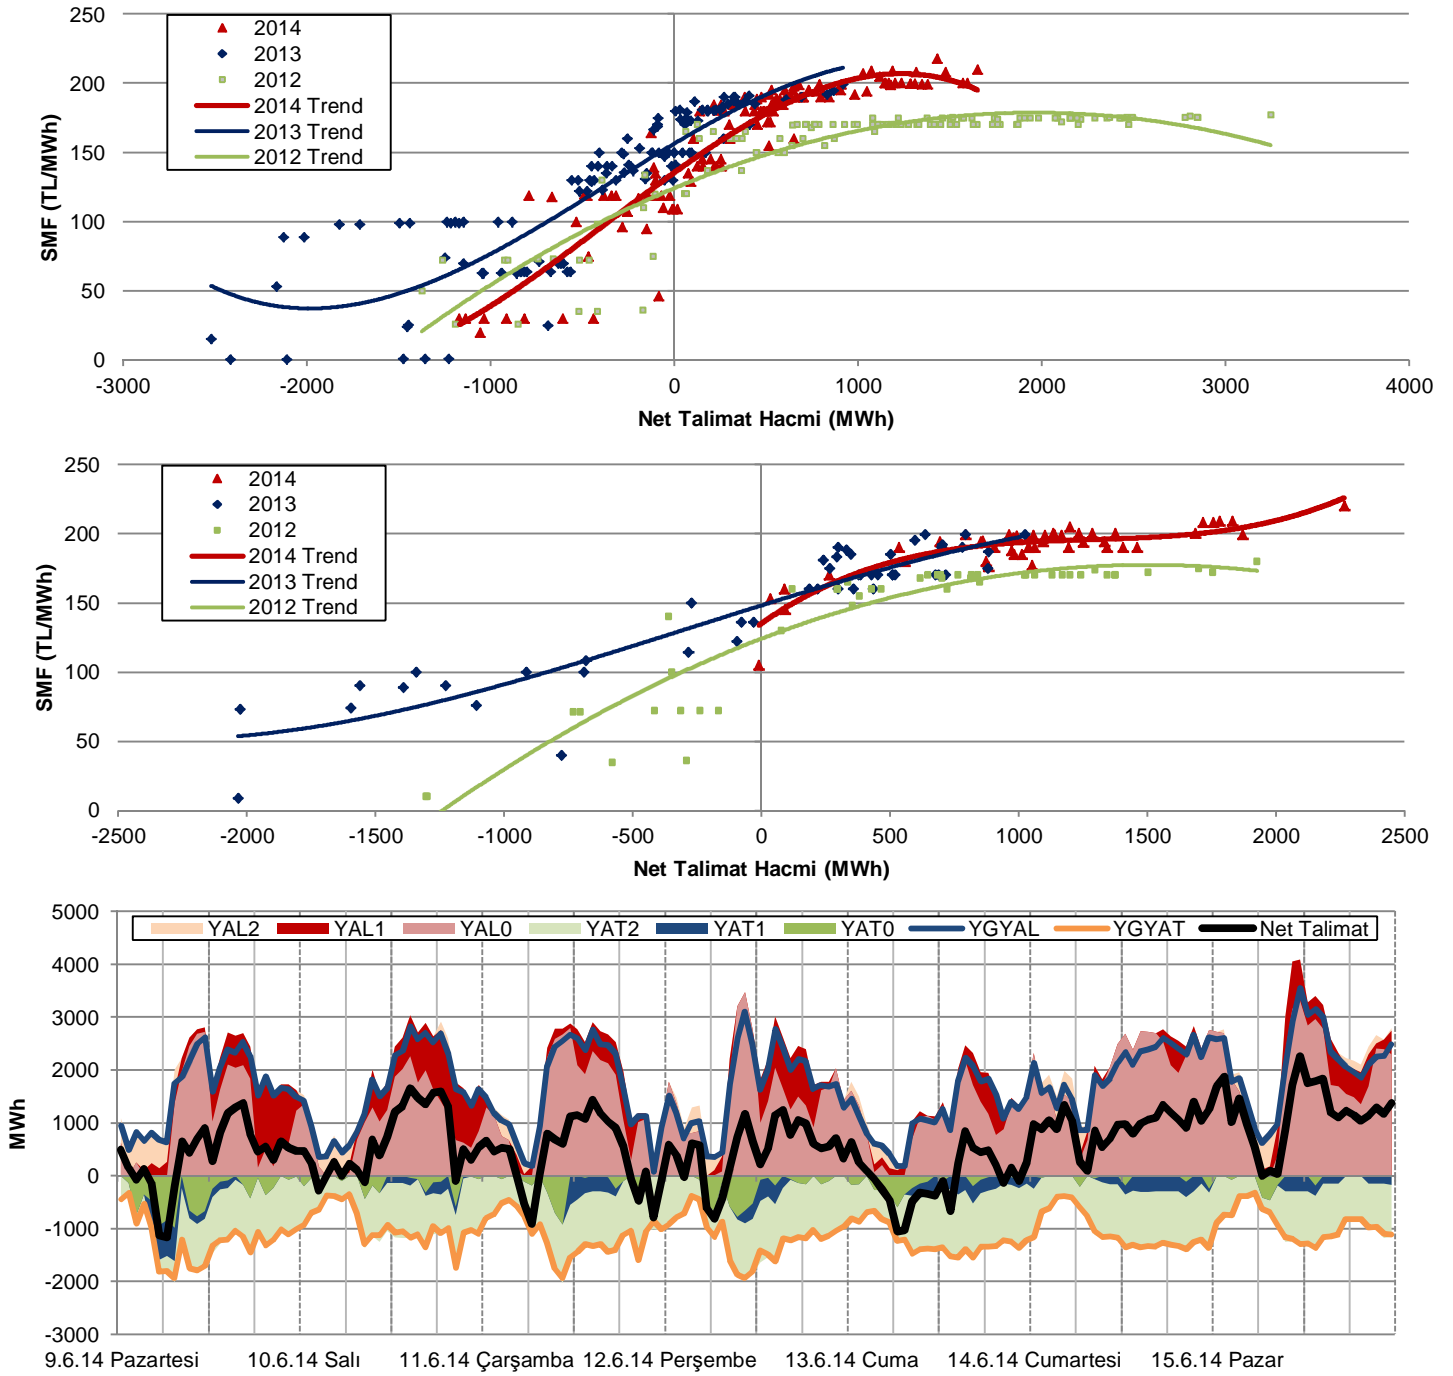 250
200
150
100
50
0
SMF (TL/MWh)
2014
2013
2012
2014 Trend
2013 Trend
2012 Trend
-3000 -2000 -1000 0 1000 2000 3000 4000
Net Talimat Hacmi (MWh)
250
200
150
100
50
0
SMF (TL/MWh)
2014
2013
2012
2014 Trend
2013 Trend
2012 Trend
-2500 -2000 -1500 -1000 -500 0 500 1000 1500 2000 2500
Net Talimat Hacmi (MWh)
5000
4000
3000
2000
1000
0
-1000
-2000
-3000
MWh
YAL2 YAL1 YAL0 YAT2 YAT1 YAT0 YGYAL YGYAT Net Talimat
9.6.14 Pazartesi 10.6.14 Salı 11.6.14 Çarşamba 12.6.14 Perşembe 13.6.14 Cuma 14.6.14 Cumartesi 15.6.14 Pazar